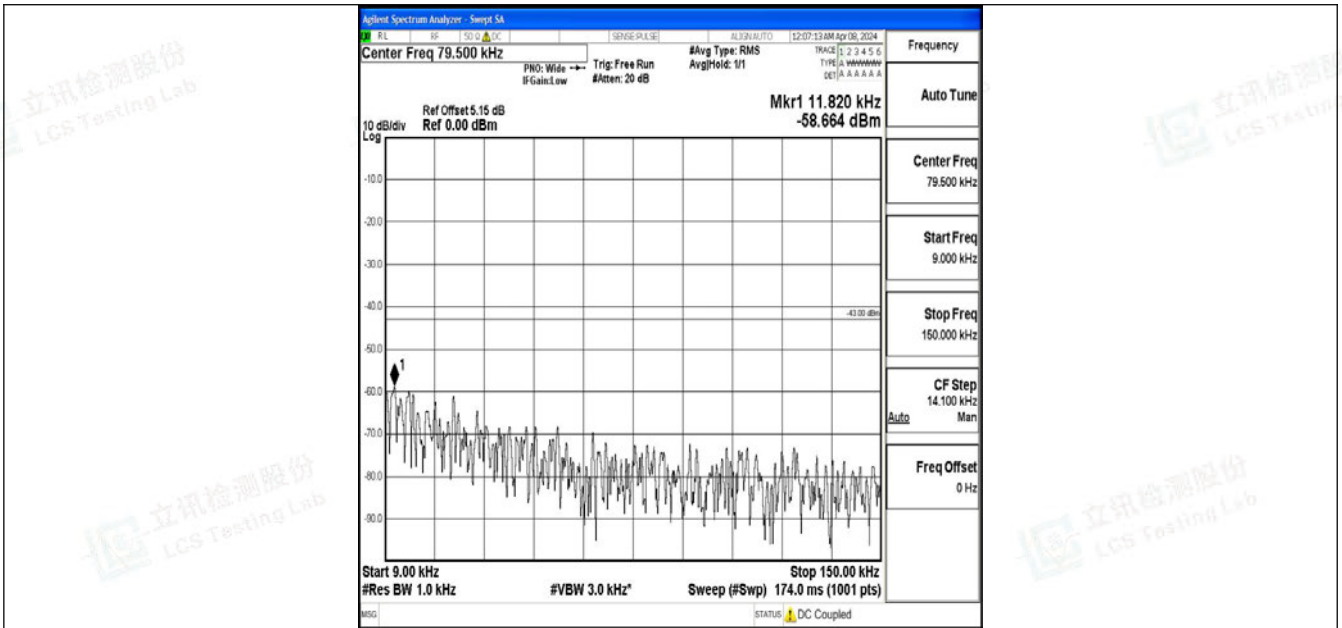 Agilent Spectrum Analyzer - Swept SA
RL RF 50 Ω DC SENSE:PULSE ALIGN AUTO 12:07:13 AM Apr 08, 2024
Center Freq 79.500 kHz
PNO: Wide
IFGain:Low
Trig: Free Run
#Atten: 20 dB
#Avg Type: RMS
Avg|Hold: 1/1
TRACE 1 2 3 4 5 6
TYPE A WWWWW
DET A A A A A A
Ref Offset 5.15 dB
Ref 0.00 dBm
10 dB/div
Log
Mkr1 11.820 kHz
-58.664 dBm
-10.0
-20.0
-30.0
-40.0
-43.00 dBm
-50.0
1
-60.0
-70.0
-80.0
-90.0
Start 9.00 kHz
Stop 150.00 kHz
#Res BW 1.0 kHz
#VBW 3.0 kHz*
Sweep (#Swp) 174.0 ms (1001 pts)
MSG
STATUS DC Coupled
Frequency
Auto Tune
Center Freq
79.500 kHz
Start Freq
9.000 kHz
Stop Freq
150.000 kHz
CF Step
14.100 kHz
Auto Man
Freq Offset
0 Hz
立讯检测股份
LCS Testing Lab
立讯检测股份
LCS Testing Lab
立讯检测股份
LCS Testing Lab